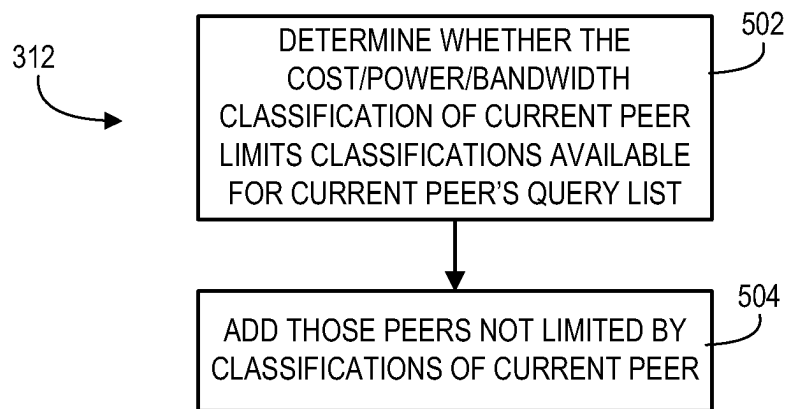 312
502
DETERMINE WHETHER THE
COST/POWER/BANDWIDTH
CLASSIFICATION OF CURRENT PEER
LIMITS CLASSIFICATIONS AVAILABLE
FOR CURRENT PEER’S QUERY LIST
504
ADD THOSE PEERS NOT LIMITED BY
CLASSIFICATIONS OF CURRENT PEER